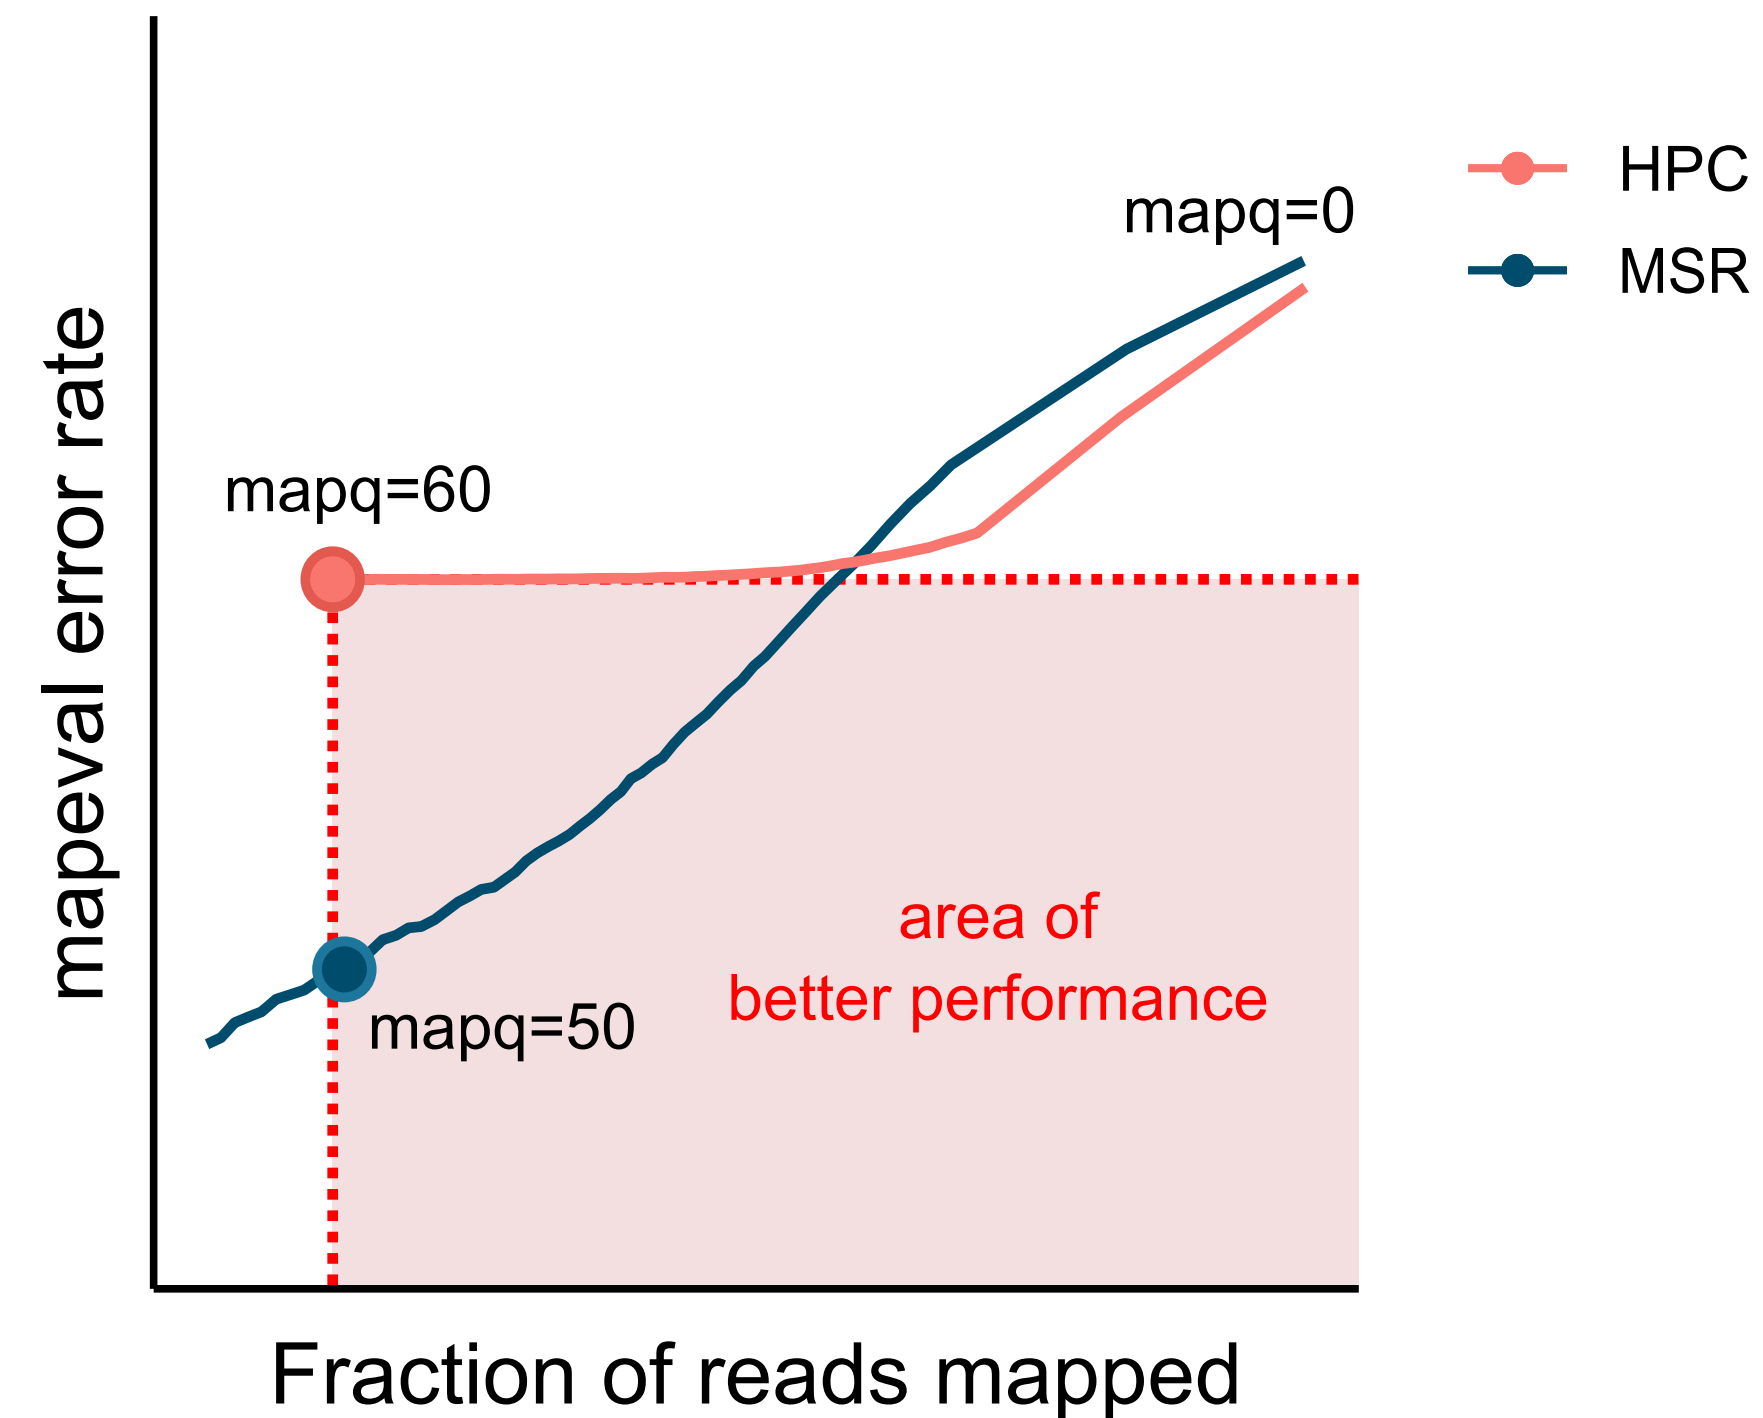 mapeval error rate
mapq=0
mapq=60
mapq=50
area of
better performance
Fraction of reads mapped
HPC
MSR